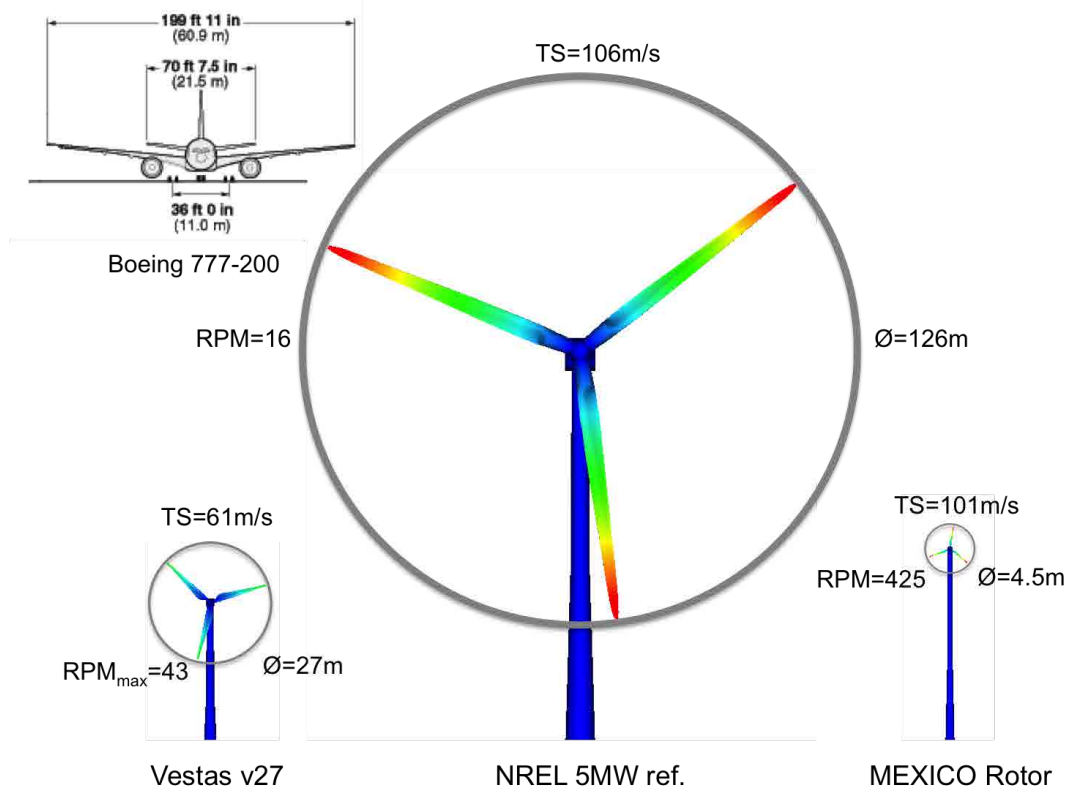 199 ft 11 in
(60.9 m)
70 ft 7.5 in
(21.5 m)
36 ft 0 in
(11.0 m)
Boeing 777-200
TS=106m/s
RPM=16
Ø=126m
TS=61m/s
RPMmax=43
Ø=27m
TS=101m/s
RPM=425
Ø=4.5m
Vestas v27
NREL 5MW ref.
MEXICO Rotor